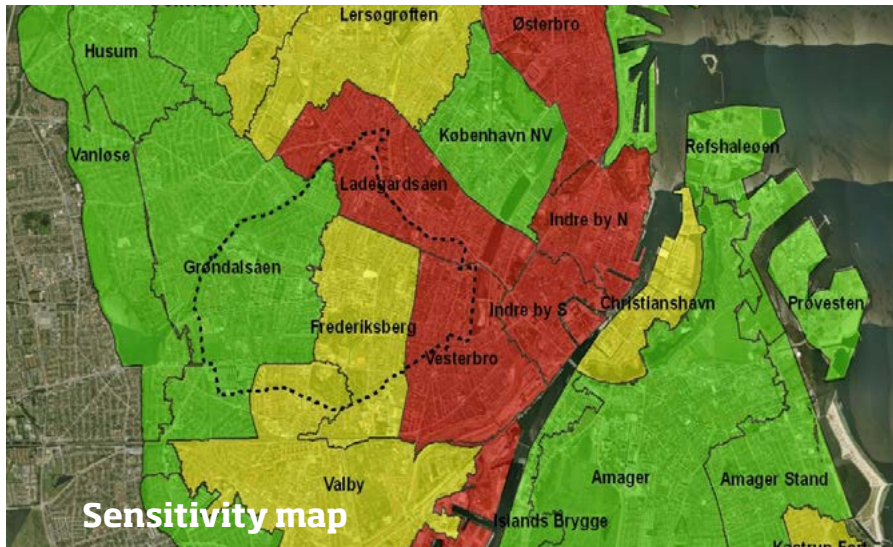 Lersøgrøften
Østerbro
Husum
København NV
Vanløse
Refshaleøen
Ladegårdsåen
Indre by N
Grøndalsåen
Christianshavn
Prøvesten
Indre by S
Frederiksberg
Vesterbro
Valby
Amager
Amager Stand
Sensitivity map
Islands Brygge